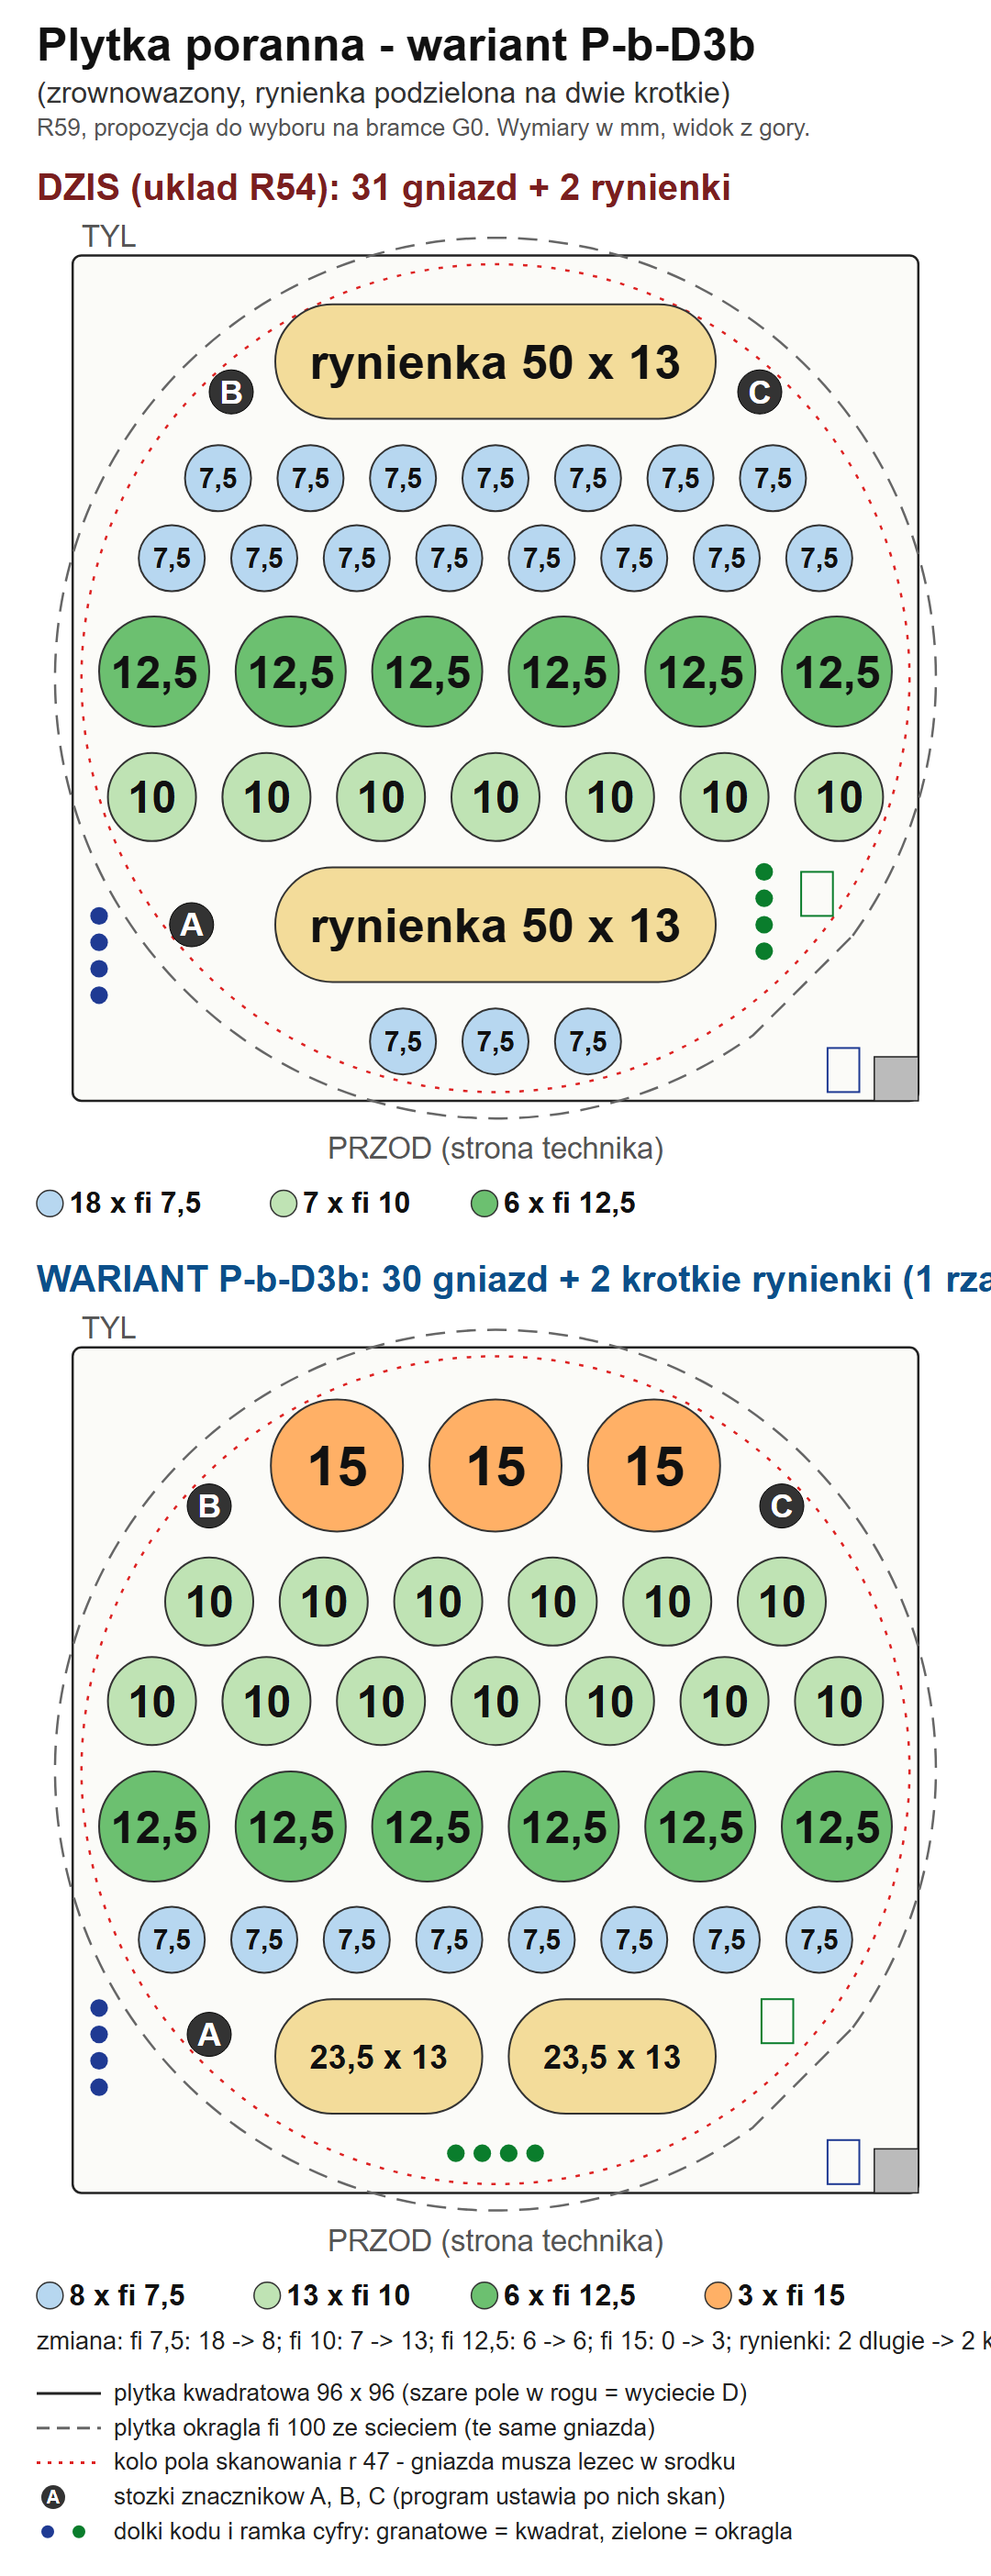 Plytka poranna - wariant P-b-D3b
(zrownowazony, rynienka podzielona na dwie krotkie)
R59, propozycja do wyboru na bramce G0. Wymiary w mm, widok z gory.
DZIS (uklad R54): 31 gniazd + 2 rynienki
TYL
rynienka 50 x 13
B C
7,5 7,5 7,5 7,5 7,5 7,5 7,5
7,5 7,5 7,5 7,5 7,5 7,5 7,5 7,5
12,5 12,5 12,5 12,5 12,5 12,5
10 10 10 10 10 10 10
A rynienka 50 x 13
7,5 7,5 7,5
PRZOD (strona technika)
18 x fi 7,5 7 x fi 10 6 x fi 12,5
WARIANT P-b-D3b: 30 gniazd + 2 krotkie rynienki (1 rza
TYL
15 15 15
B C
10 10 10 10 10 10
10 10 10 10 10 10 10
12,5 12,5 12,5 12,5 12,5 12,5
7,5 7,5 7,5 7,5 7,5 7,5 7,5 7,5
A 23,5 x 13 23,5 x 13
PRZOD (strona technika)
8 x fi 7,5 13 x fi 10 6 x fi 12,5 3 x fi 15
zmiana: fi 7,5: 18 -> 8; fi 10: 7 -> 13; fi 12,5: 6 -> 6; fi 15: 0 -> 3; rynienki: 2 dlugie -> 2 k
plytka kwadratowa 96 x 96 (szare pole w rogu = wyciecie D)
plytka okragla fi 100 ze scieciem (te same gniazda)
kolo pola skanowania r 47 - gniazda musza lezec w srodku
A stozki znacznikow A, B, C (program ustawia po nich skan)
dolki kodu i ramka cyfry: granatowe = kwadrat, zielone = okragla